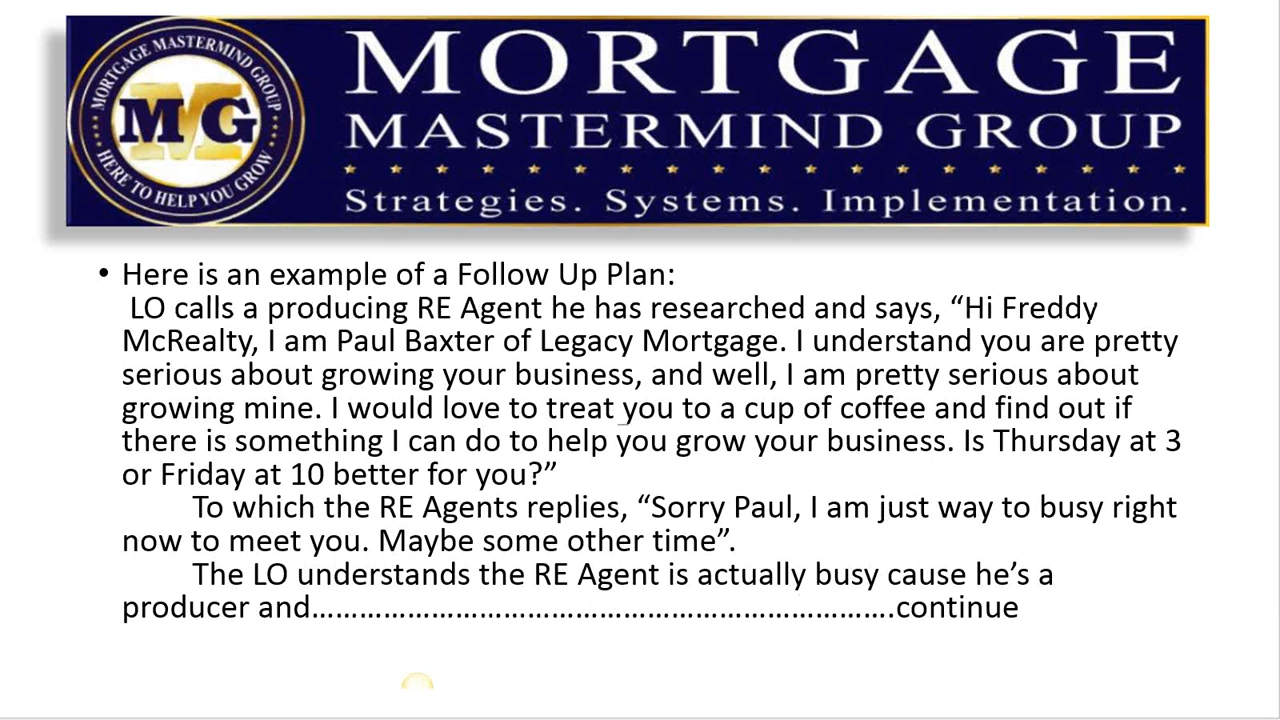 MORTGAGE MASTERMIND GROUP
MG
HERE TO HELP YOU GROW
MORTGAGE
MASTERMIND GROUP
Strategies. Systems. Implementation.
• Here is an example of a Follow Up Plan:
LO calls a producing RE Agent he has researched and says, “Hi Freddy
McRealty, I am Paul Baxter of Legacy Mortgage. I understand you are pretty
serious about growing your business, and well, I am pretty serious about
growing mine. I would love to treat you to a cup of coffee and find out if
there is something I can do to help you grow your business. Is Thursday at 3
or Friday at 10 better for you?”
To which the RE Agents replies, “Sorry Paul, I am just way to busy right
now to meet you. Maybe some other time”.
The LO understands the RE Agent is actually busy cause he’s a
producer and……………………………………………………………….continue